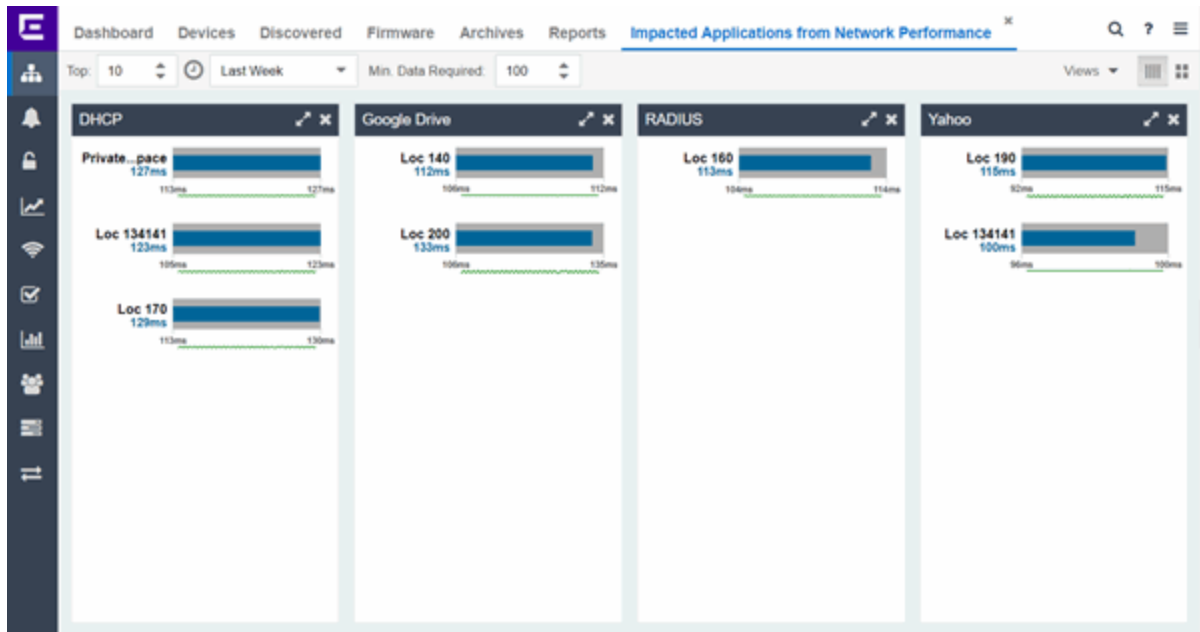 Dashboard Devices Discovered Firmware Archives Reports Impacted Applications from Network Performance
Top: 10 Last Week Min. Data Required: 100 Views
DHCP
Private...pace
127ms
113ms 127ms
Loc 134141
123ms
105ms 123ms
Loc 170
129ms
113ms 130ms
Google Drive
Loc 140
112ms
106ms 112ms
Loc 200
133ms
106ms 135ms
RADIUS
Loc 160
113ms
104ms 114ms
Yahoo
Loc 190
115ms
92ms 115ms
Loc 134141
100ms
96ms 100ms